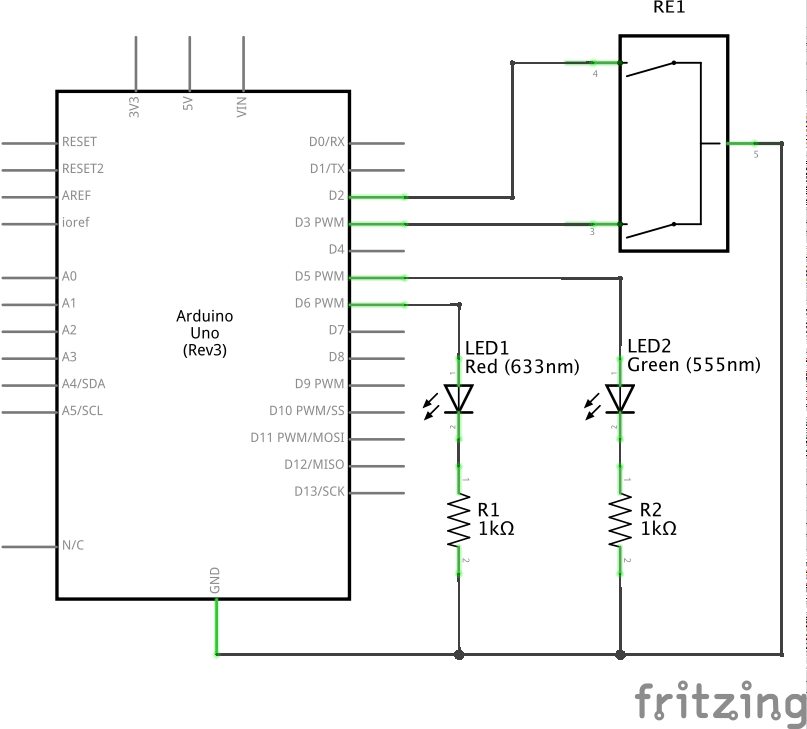 RE1
3V3
5V
VIN
RESET
RESET2
AREF
ioref
A0
A1
A2
A3
A4/SDA
A5/SCL
N/C
Arduino
Uno
(Rev3)
D0/RX
D1/TX
D2
D3 PWM
D4
D5 PWM
D6 PWM
D7
D8
D9 PWM
D10 PWM/SS
D11 PWM/MOSI
D12/MISO
D13/SCK
GND
4
3
5
LED1
Red (633nm)
1
2
LED2
Green (555nm)
1
2
1
R1
1kΩ
2
1
R2
1kΩ
2
fritzing